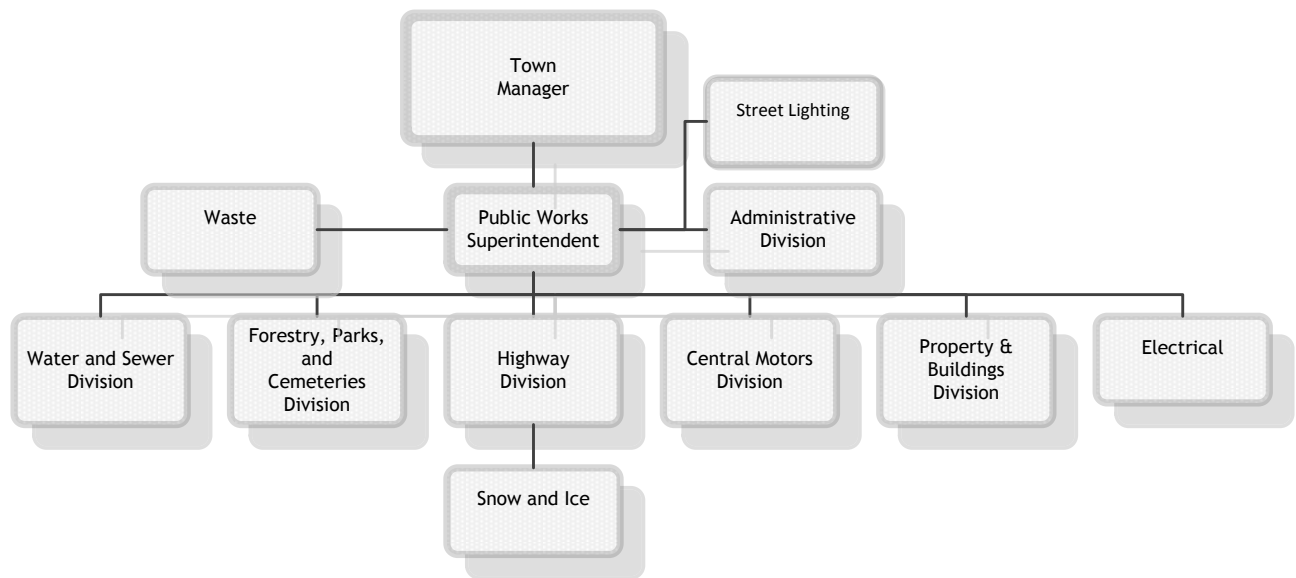 Town
Manager
Street Lighting
Waste
Public Works
Superintendent
Administrative
Division
Water and Sewer
Division
Forestry, Parks,
and
Cemeteries
Division
Highway
Division
Central Motors
Division
Property &
Buildings
Division
Electrical
Snow and Ice